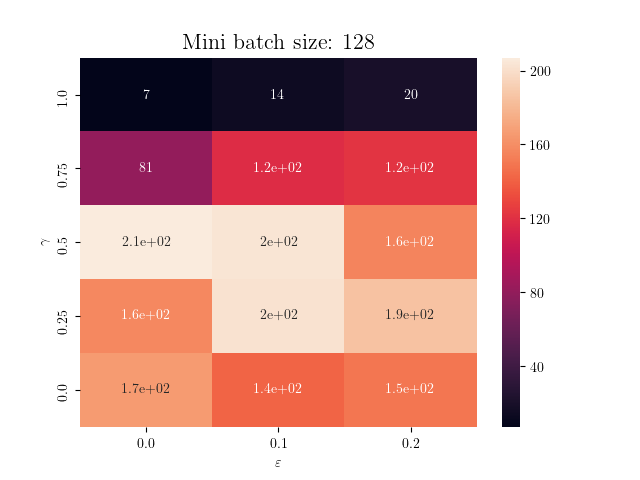 Mini batch size: 128
1.0 7 14 20
0.75 81 1.2e+02 1.2e+02
0.5 2.1e+02 2e+02 1.6e+02
0.25 1.6e+02 2e+02 1.9e+02
0.0 1.7e+02 1.4e+02 1.5e+02
γ
0.0 0.1 0.2
ε
200
160
120
80
40